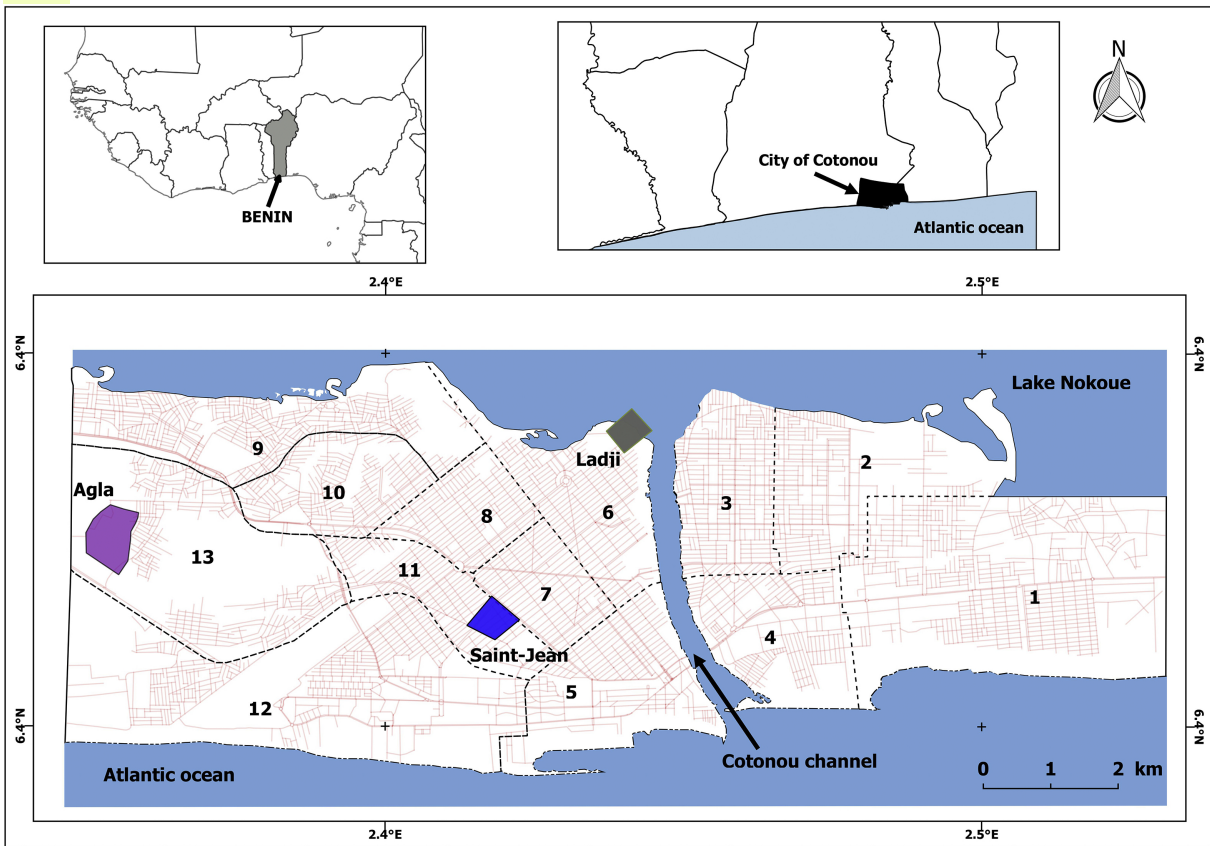 N
City of Cotonou
BENIN
Atlantic ocean
2.4°E
2.5°E
6.4°N
6.4°N
Lake Nokoue
9
Ladji
2
Agla
10
3
8
6
13
11
7
1
4
Saint-Jean
5
12
6.4°N
6.4°N
Cotonou channel
Atlantic ocean
0 1 2 km
2.4°E
2.5°E